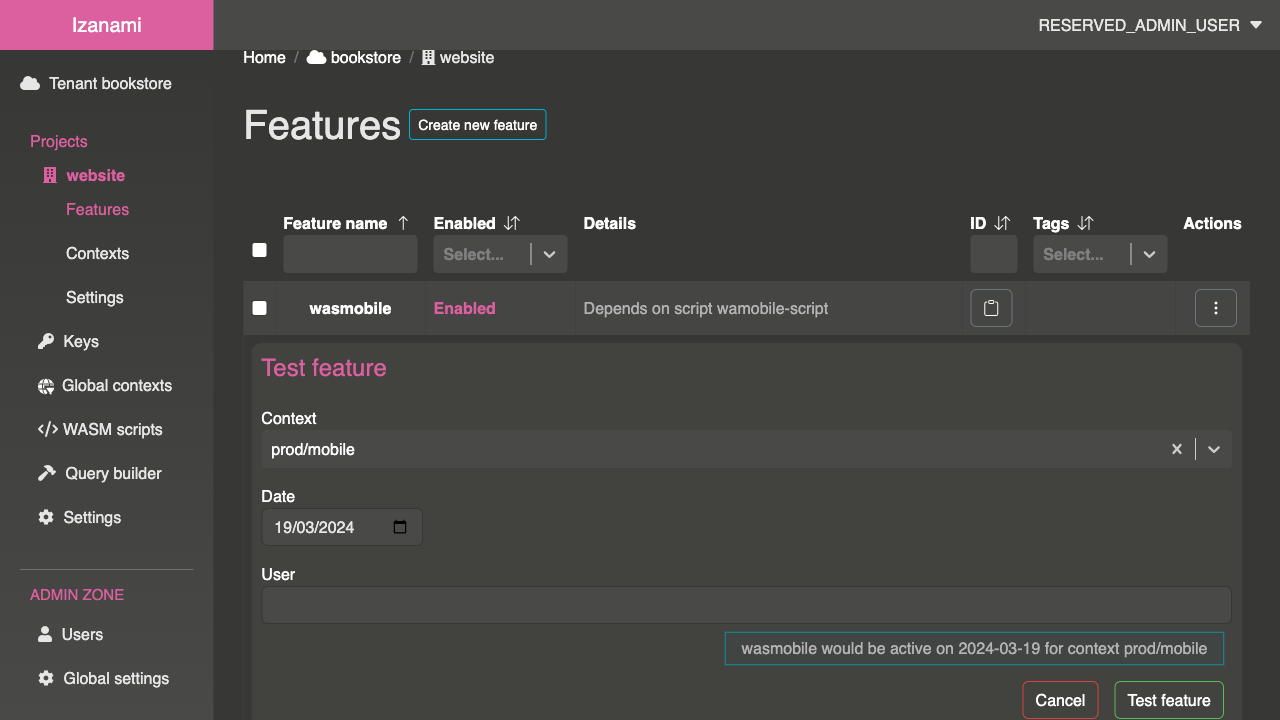 Izanami
RESERVED_ADMIN_USER
Home / bookstore / website
Tenant bookstore
Projects
website
Features
Contexts
Settings
Keys
Global contexts
WASM scripts
Query builder
Settings
ADMIN ZONE
Users
Global settings
Features Create new feature
Feature name Enabled Details ID Tags Actions
Select... Select...
wasmobile Enabled Depends on script wamobile-script
Test feature
Context
prod/mobile
Date
19/03/2024
User
wasmobile would be active on 2024-03-19 for context prod/mobile
Cancel Test feature